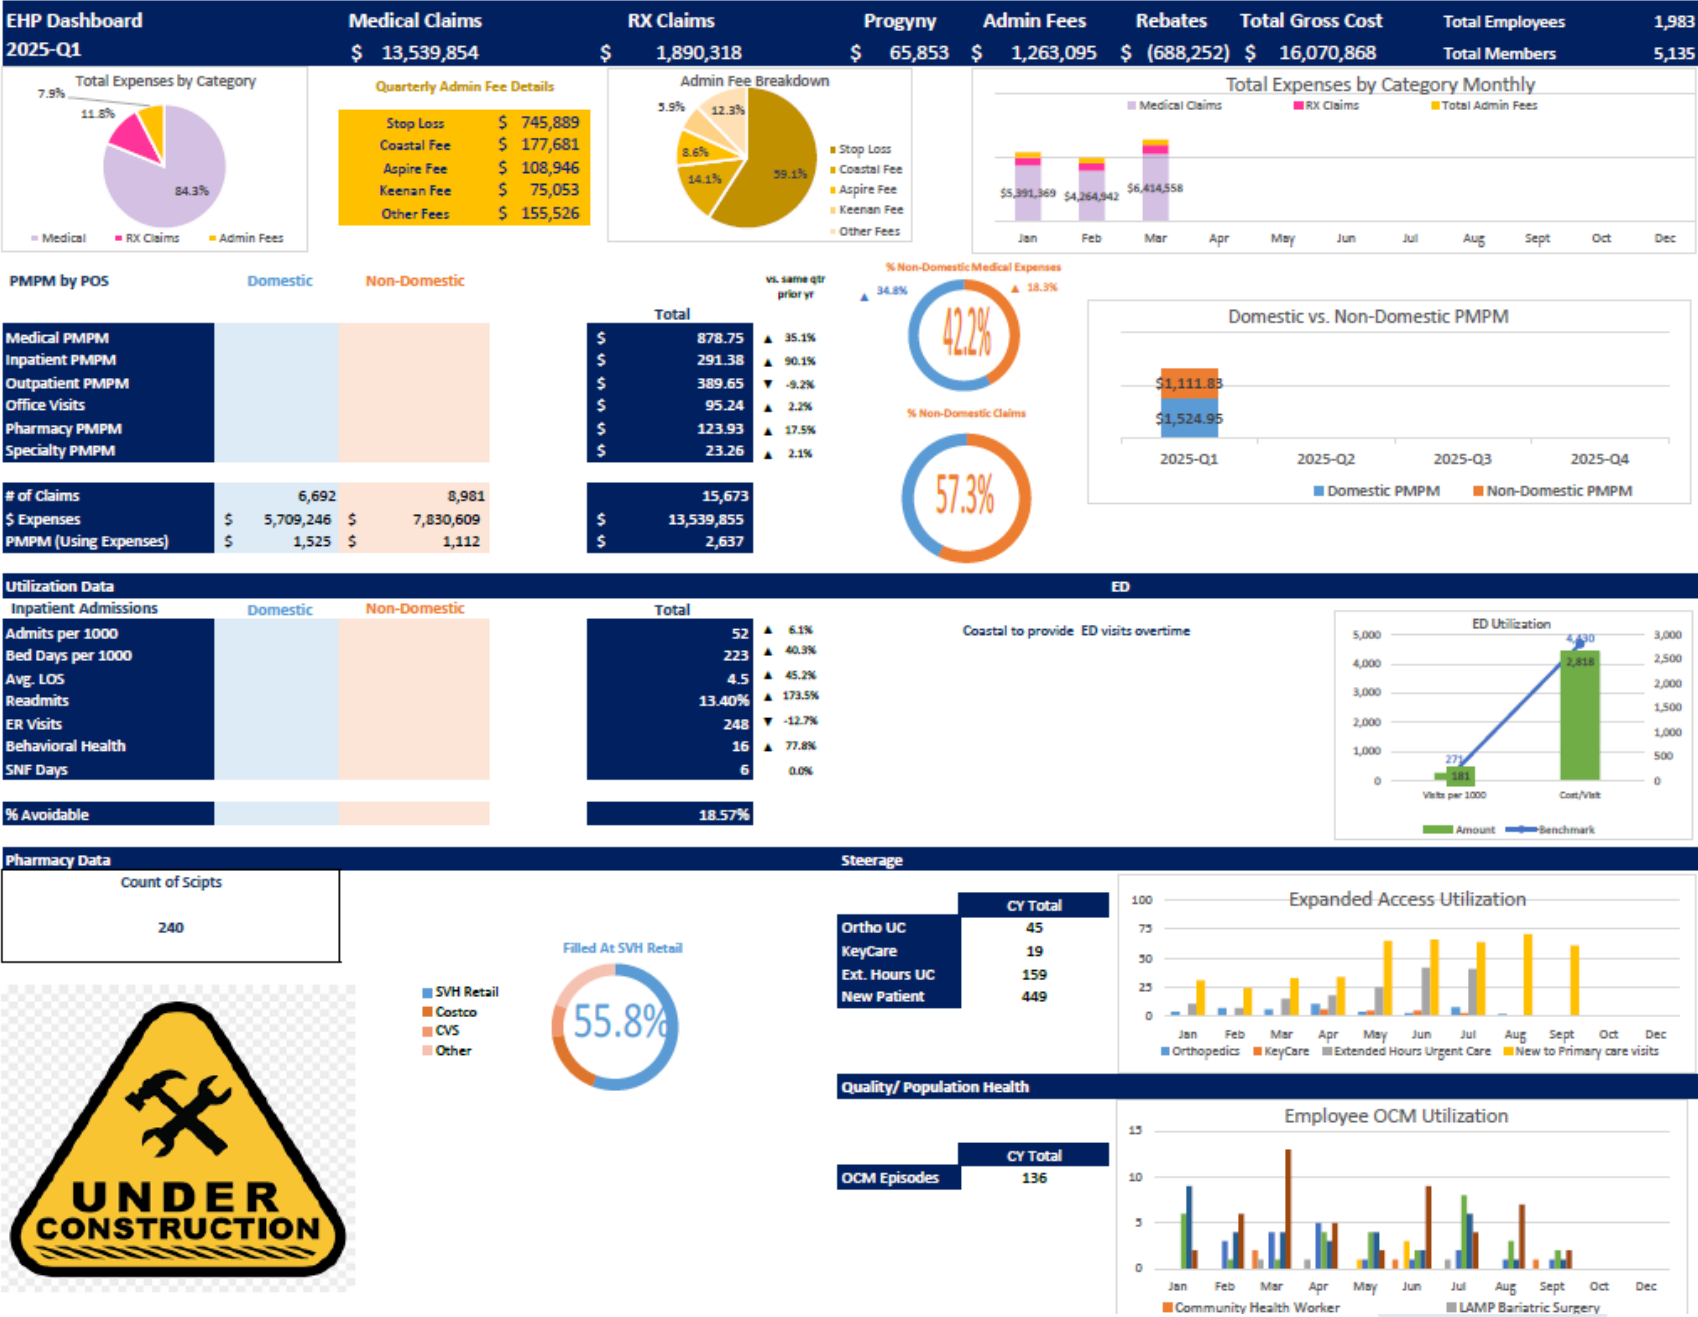 EHP Dashboard
2025-Q1
Medical Claims
$ 13,539,854
RX Claims
$ 1,890,318
Progyny
$ 65,853
Admin Fees
$ 1,263,095
Rebates
$ (688,252)
Total Gross Cost
$ 16,070,868
Total Employees 1,983
Total Members 5,135
Total Expenses by Category
7.9%
11.8%
84.3%
Medical RX Claims Admin Fees
Quarterly Admin Fee Details
Stop Loss $ 745,889
Coastal Fee $ 177,681
Aspire Fee $ 108,946
Keenan Fee $ 75,053
Other Fees $ 155,526
Admin Fee Breakdown
5.9%
12.3%
8.6%
14.1%
59.1%
Stop Loss
Coastal Fee
Aspire Fee
Keenan Fee
Other Fees
Total Expenses by Category Monthly
Medical Claims RX Claims Total Admin Fees
$5,391,369 $4,264,942 $6,414,558
Jan Feb Mar Apr May Jun Jul Aug Sept Oct Dec
PMPM by POS Domestic Non-Domestic
Total
vs. same qtr
prior yr
Medical PMPM $ 878.75 ▲ 35.1%
Inpatient PMPM $ 291.38 ▲ 90.1%
Outpatient PMPM $ 389.65 ▼ -9.2%
Office Visits $ 95.24 ▲ 2.2%
Pharmacy PMPM $ 123.93 ▲ 17.5%
Specialty PMPM $ 23.26 ▲ 2.1%
# of Claims 6,692 8,981 15,673
$ Expenses $ 5,709,246 $ 7,830,609 $ 13,539,855
PMPM (Using Expenses) $ 1,525 $ 1,112 $ 2,637
% Non-Domestic Medical Expenses
▲ 34.8%
▲ 18.3%
42.2%
% Non-Domestic Claims
57.3%
Domestic vs. Non-Domestic PMPM
$1,111.83
$1,524.95
2025-Q1 2025-Q2 2025-Q3 2025-Q4
Domestic PMPM Non-Domestic PMPM
Utilization Data
ED
Inpatient Admissions Domestic Non-Domestic Total
Admits per 1000 52 ▲ 6.1%
Bed Days per 1000 223 ▲ 40.3%
Avg. LOS 4.5 ▲ 45.2%
Readmits 13.40% ▲ 173.5%
ER Visits 248 ▼ -12.7%
Behavioral Health 16 ▲ 77.8%
SNF Days 6 0.0%
% Avoidable 18.57%
Coastal to provide ED visits overtime
ED Utilization
5,000
4,000
3,000
2,000
1,000
0
3,000
2,500
2,000
1,500
1,000
500
0
4,430
2,818
271
181
Visits per 1000 Cost/Visit
Amount Benchmark
Pharmacy Data
Steerage
Count of Scipts
240
UNDER
CONSTRUCTION
Filled At SVH Retail
SVH Retail
Costco
CVS
Other
55.8%
CY Total
Ortho UC 45
KeyCare 19
Ext. Hours UC 159
New Patient 449
Expanded Access Utilization
100
75
50
25
0
Jan Feb Mar Apr May Jun Jul Aug Sept Oct Dec
Orthopedics KeyCare Extended Hours Urgent Care New to Primary care visits
Quality/ Population Health
CY Total
OCM Episodes 136
Employee OCM Utilization
15
10
5
0
Jan Feb Mar Apr May Jun Jul Aug Sept Oct Dec
Community Health Worker LAMP Bariatric Surgery